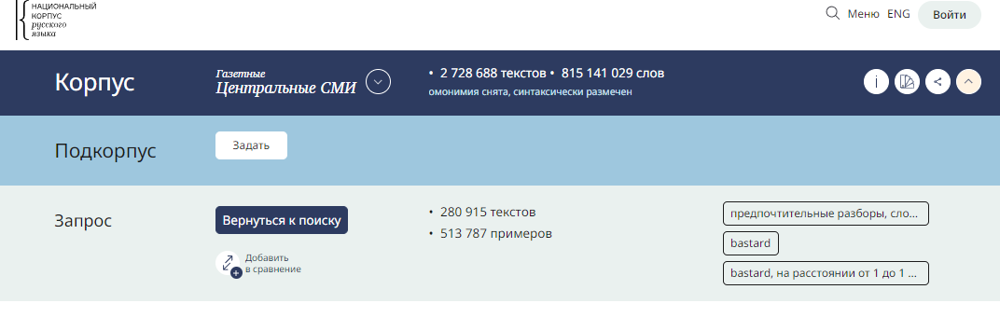 НАЦИОНАЛЬНЫЙ
КОРПУС
русского
языка
Меню ENG Войти
Корпус
Газетные
Центральные СМИ
• 2 728 688 текстов • 815 141 029 слов
омонимия снята, синтаксически размечен
i
Подкорпус
Задать
Запрос
Вернуться к поиску
Добавить
в сравнение
• 280 915 текстов
• 513 787 примеров
предпочтительные разборы, сло...
bastard
bastard, на расстоянии от 1 до 1 ...